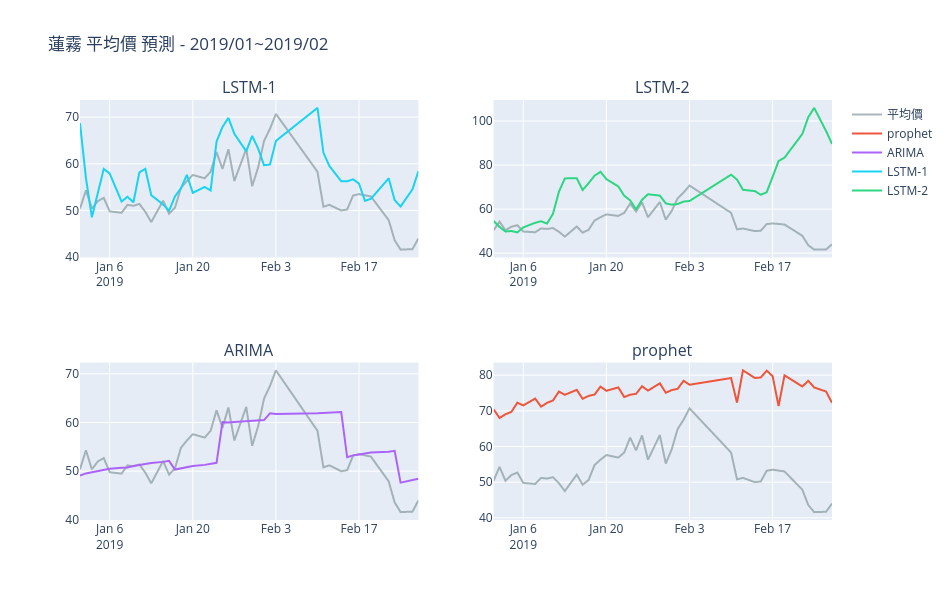 蓮霧 平均價 預測 - 2019/01~2019/02
LSTM-1
70
60
50
40
Jan 6
2019
Jan 20
Feb 3
Feb 17
LSTM-2
100
80
60
40
Jan 6
2019
Jan 20
Feb 3
Feb 17
平均價
prophet
ARIMA
LSTM-1
LSTM-2
ARIMA
70
60
50
40
Jan 6
2019
Jan 20
Feb 3
Feb 17
prophet
80
70
60
50
40
Jan 6
2019
Jan 20
Feb 3
Feb 17